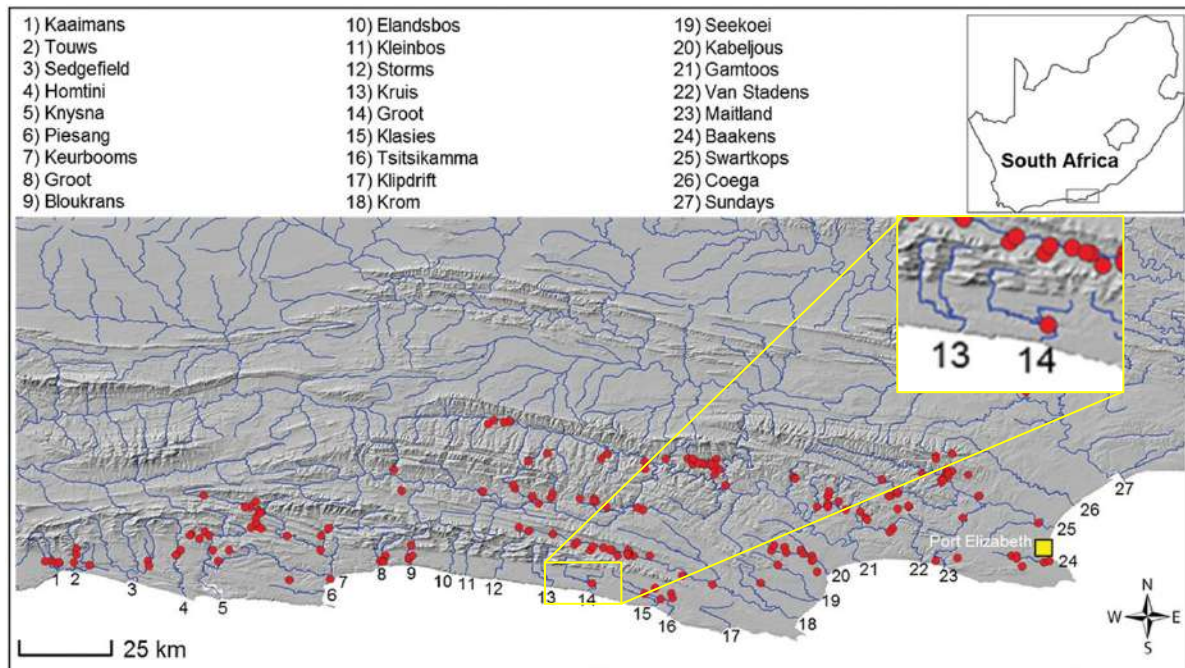 1) Kaaimans
2) Touws
3) Sedgefield
4) Homtini
5) Knysna
6) Piesang
7) Keurbooms
8) Groot
9) Bloukrans
10) Elandsbos
11) Kleinbos
12) Storms
13) Kruis
14) Groot
15) Klasies
16) Tsitsikamma
17) Klipdrift
18) Krom
19) Seekoei
20) Kabeljous
21) Gamtoos
22) Van Stadens
23) Maitland
24) Baakens
25) Swartkops
26) Coega
27) Sundays
South Africa
13 14
27
26
25
Port Elizabeth
24
1 2 3 4 5 6 7 8 9 10 11 12 13 14 15 16 17 18 19 20 21 22 23
N
W E
S
25 km